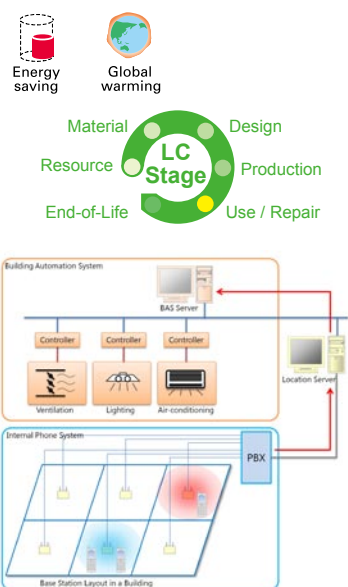 Energy
saving
Global
warming
Material
Design
Resource
LC
Stage
Production
End-of-Life
Use / Repair
Building Automation System
BAS Server
Controller
Controller
Controller
Location Server
Ventilation
Lighting
Air-conditioning
Internal Phone System
PBX
Base Station Layout in a Building